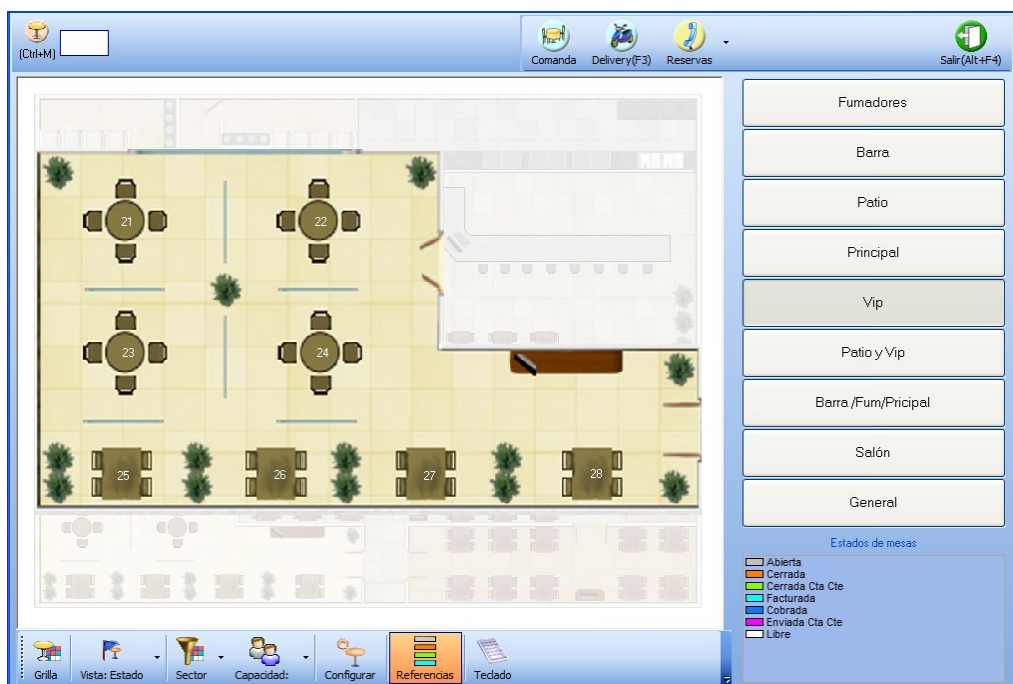 (Ctrl+M)
Comanda Delivery(F3) Reservas
Salir(Alt+F4)
Fumadores
Barra
Patio
Principal
Vip
Patio y Vip
Barra /Fum/Pricipal
Salón
General
21
22
23
24
25
26
27
28
Estados de mesas
Abierta
Cerrada
Cerrada Cta Cte
Facturada
Cobrada
Enviada Cta Cte
Libre
Grilla Vista: Estado Sector Capacidad: Configurar Referencias Teclado